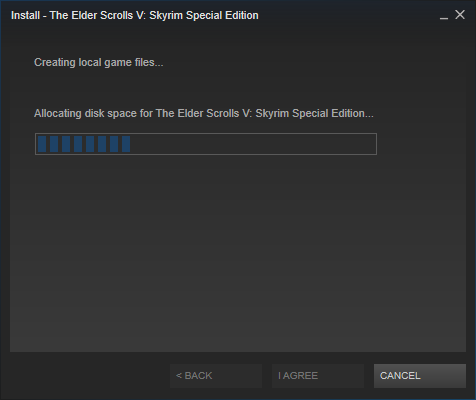 Install - The Elder Scrolls V: Skyrim Special Edition
Creating local game files...
Allocating disk space for The Elder Scrolls V: Skyrim Special Edition...
< BACK
I AGREE
CANCEL